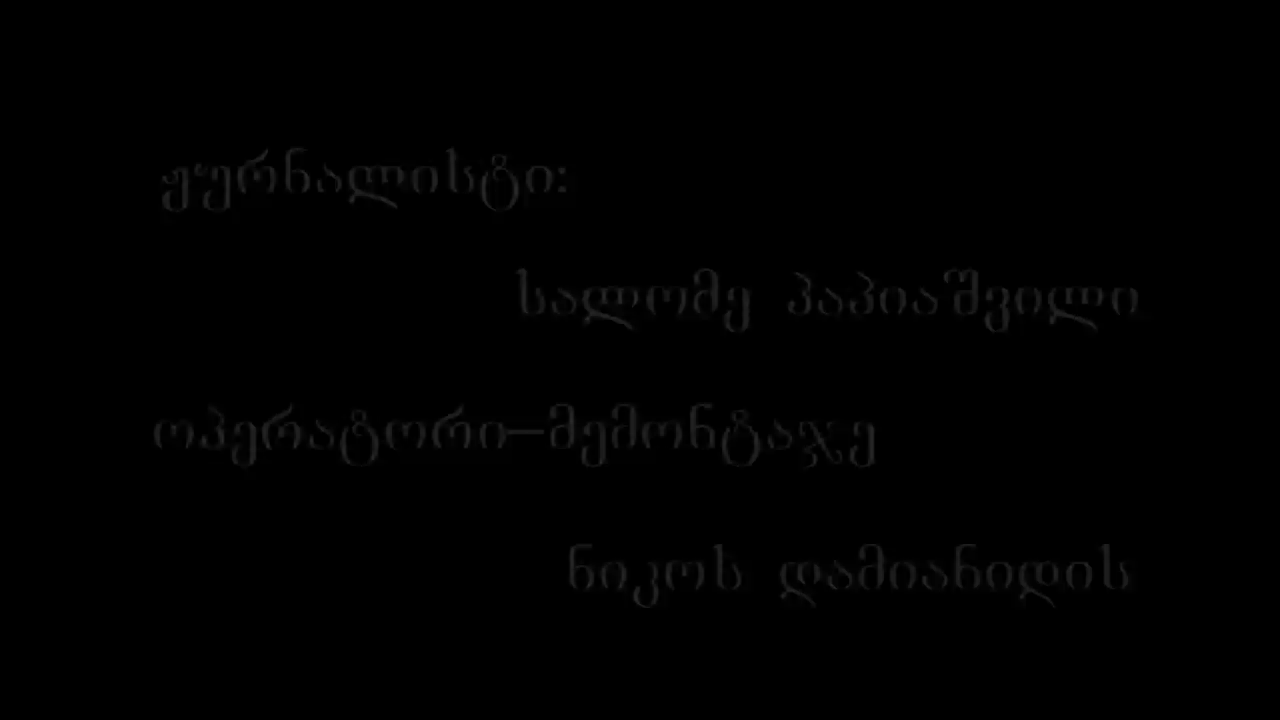 ჟურნალისტი:
სალომე პაპიაშვილი
ოპერატორი–მემონტაჟე
ნიკოს დამიანიდის